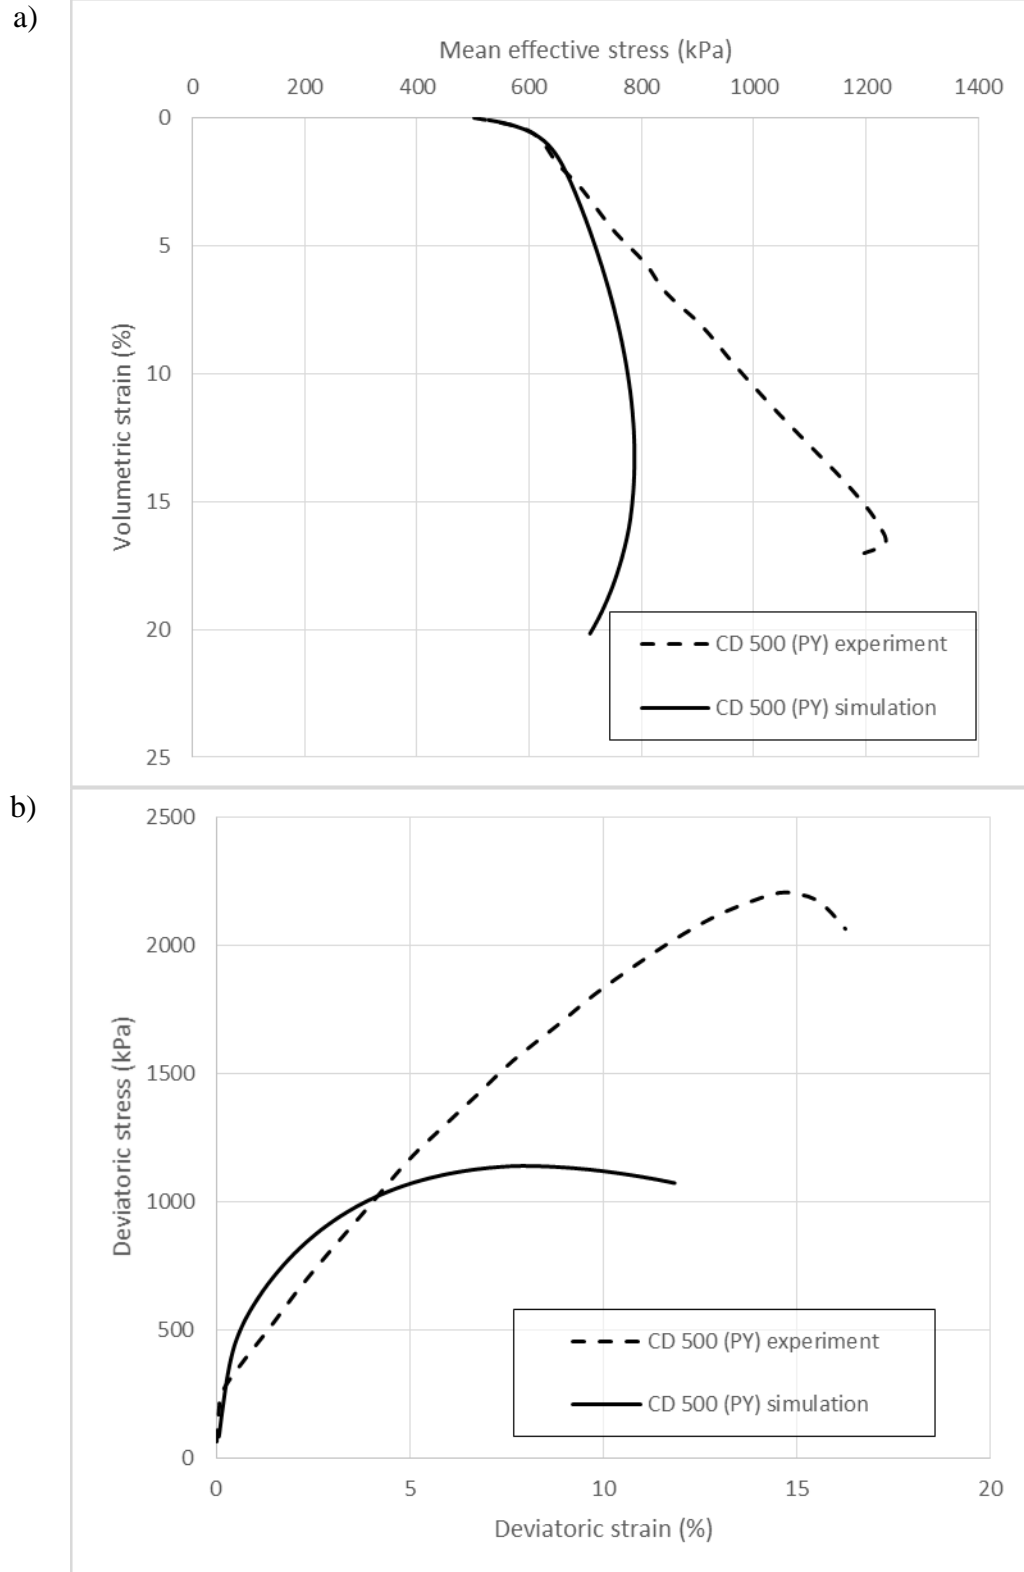 a)
Mean effective stress (kPa)
0 200 400 600 800 1000 1200 1400
0
5
10
15
20
25
Volumetric strain (%)
CD 500 (PY) experiment
CD 500 (PY) simulation
b)
2500
2000
1500
1000
500
0
Deviatoric stress (kPa)
CD 500 (PY) experiment
CD 500 (PY) simulation
0 5 10 15 20
Deviatoric strain (%)